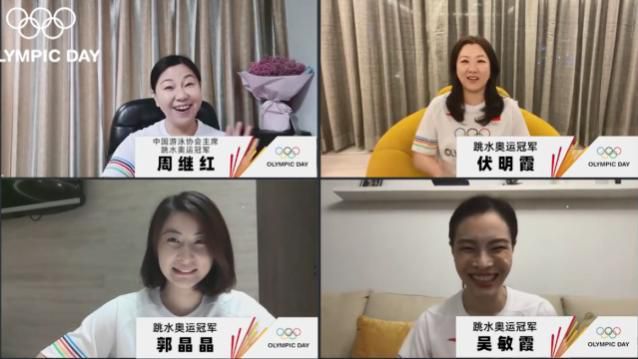 OLYMPIC DAY
中国游泳协会主席
跳水奥运冠军
周继红
OLYMPIC DAY
跳水奥运冠军
伏明霞
OLYMPIC DAY
跳水奥运冠军
郭晶晶
OLYMPIC DAY
跳水奥运冠军
吴敏霞
OLYMPIC DAY